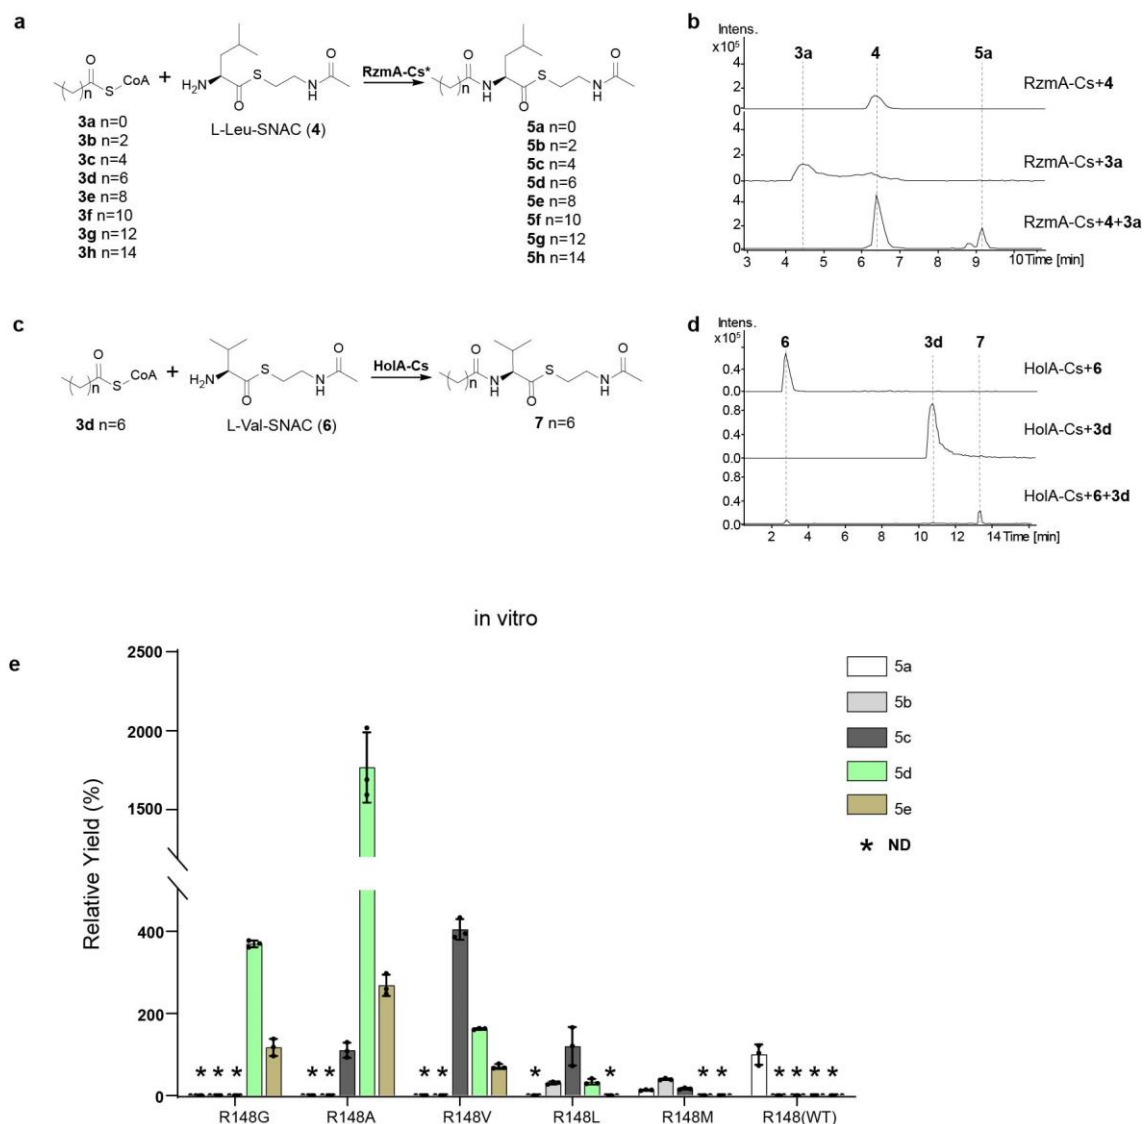 a
O
CoA
S
n
+
H₂N
O
S
N
H
O
RzmA-Cs*
O
n
N
H
O
S
N
H
O
3a n=0
3b n=2
3c n=4
3d n=6
3e n=8
3f n=10
3g n=12
3h n=14
L-Leu-SNAC (4)
5a n=0
5b n=2
5c n=4
5d n=6
5e n=8
5f n=10
5g n=12
5h n=14
b
Intens.
x10⁵
3a 4 5a
4
2
0
RzmA-Cs+4
4
2
0
RzmA-Cs+3a
4
2
0
RzmA-Cs+4+3a
3 4 5 6 7 8 9 10 Time [min]
c
O
CoA
S
n
+
H₂N
O
S
N
H
O
HolA-Cs
O
n
N
H
O
S
N
H
O
3d n=6
L-Val-SNAC (6)
7 n=6
d
Intens.
x10⁵
6 3d 7
0.4
0.0
HolA-Cs+6
0.8
0.4
0.0
HolA-Cs+3d
0.8
0.4
0.0
HolA-Cs+6+3d
2 4 6 8 10 12 14 Time [min]
in vitro
e
Relative Yield (%)
2500
2000
1500
400
200
0
* * *
* *
* *
* *
* *
* * * *
R148G R148A R148V R148L R148M R148(WT)
5a
5b
5c
5d
5e
* ND